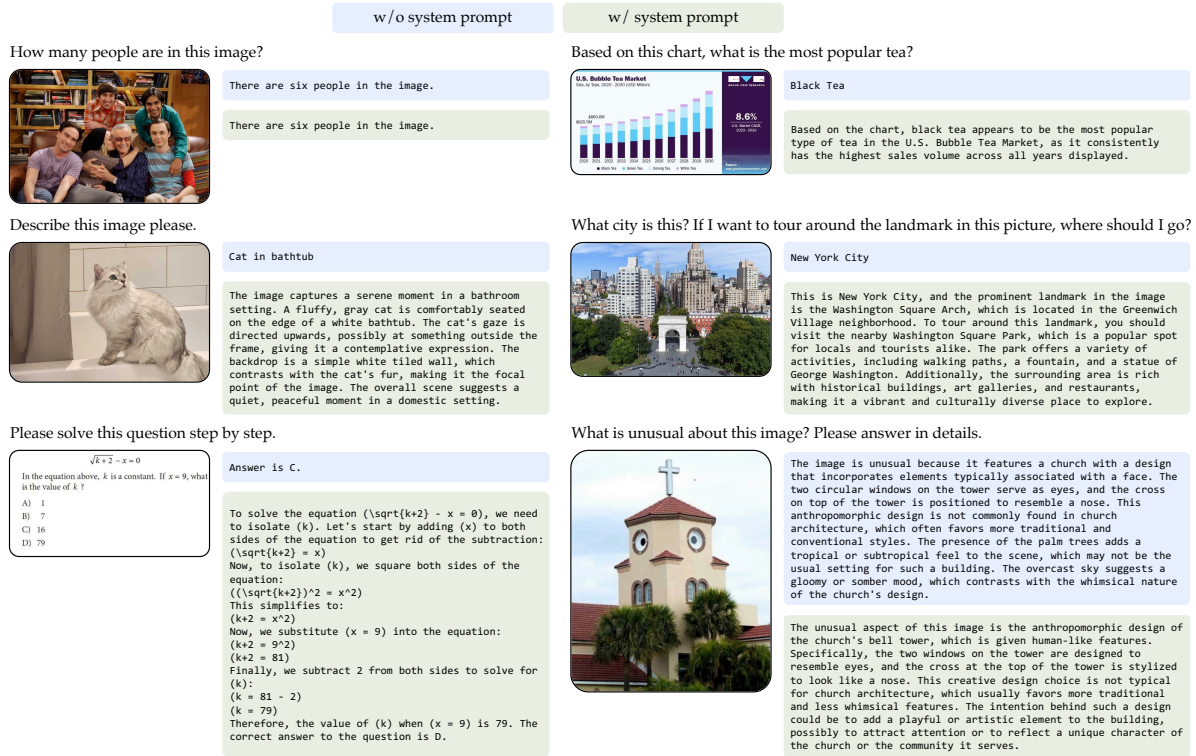 w/o system prompt
w/ system prompt
How many people are in this image?
There are six people in the image.
There are six people in the image.
Describe this image please.
Cat in bathtub
The image captures a serene moment in a bathroom
setting. A fluffy, gray cat is comfortably seated
on the edge of a white bathtub. The cat's gaze is
directed upwards, possibly at something outside the
frame, giving it a contemplative expression. The
backdrop is a simple white tiled wall, which
contrasts with the cat's fur, making it the focal
point of the image. The overall scene suggests a
quiet, peaceful moment in a domestic setting.
Please solve this question step by step.
√k+2 − x = 0
In the equation above, k is a constant. If x = 9, what
is the value of k ?
A) 1
B) 7
C) 16
D) 79
Answer is C.
To solve the equation (\sqrt{k+2} - x = 0), we need
to isolate (k). Let's start by adding (x) to both
sides of the equation to get rid of the subtraction:
(\sqrt{k+2} = x)
Now, to isolate (k), we square both sides of the
equation:
((\sqrt{k+2})^2 = x^2)
This simplifies to:
(k+2 = x^2)
Now, we substitute (x = 9) into the equation:
(k+2 = 9^2)
(k+2 = 81)
Finally, we subtract 2 from both sides to solve for
(k):
(k = 81 - 2)
(k = 79)
Therefore, the value of (k) when (x = 9) is 79. The
correct answer to the question is D.
Based on this chart, what is the most popular tea?
U.S. Bubble Tea Market
Size, by Type, 2020 - 2030 (USD Million)
8.6%
U.S. Market CAGR,
2023 - 2030
2020 2021 2022 2023 2024 2025 2026 2027 2028 2029 2030
Black Tea Green Tea Oolong Tea White Tea
Black Tea
Based on the chart, black tea appears to be the most popular
type of tea in the U.S. Bubble Tea Market, as it consistently
has the highest sales volume across all years displayed.
What city is this? If I want to tour around the landmark in this picture, where should I go?
New York City
This is New York City, and the prominent landmark in the image
is the Washington Square Arch, which is located in the Greenwich
Village neighborhood. To tour around this landmark, you should
visit the nearby Washington Square Park, which is a popular spot
for locals and tourists alike. The park offers a variety of
activities, including walking paths, a fountain, and a statue of
George Washington. Additionally, the surrounding area is rich
with historical buildings, art galleries, and restaurants,
making it a vibrant and culturally diverse place to explore.
What is unusual about this image? Please answer in details.
The image is unusual because it features a church with a design
that incorporates elements typically associated with a face. The
two circular windows on the tower serve as eyes, and the cross
on top of the tower is positioned to resemble a nose. This
anthropomorphic design is not commonly found in church
architecture, which often favors more traditional and
conventional styles. The presence of the palm trees adds a
tropical or subtropical feel to the scene, which may not be the
usual setting for such a building. The overcast sky suggests a
gloomy or somber mood, which contrasts with the whimsical nature
of the church's design.
The unusual aspect of this image is the anthropomorphic design of
the church's bell tower, which is given human-like features.
Specifically, the two windows on the tower are designed to
resemble eyes, and the cross at the top of the tower is stylized
to look like a nose. This creative design choice is not typical
for church architecture, which usually favors more traditional
and less whimsical features. The intention behind such a design
could be to add a playful or artistic element to the building,
possibly to attract attention or to reflect a unique character of
the church or the community it serves.